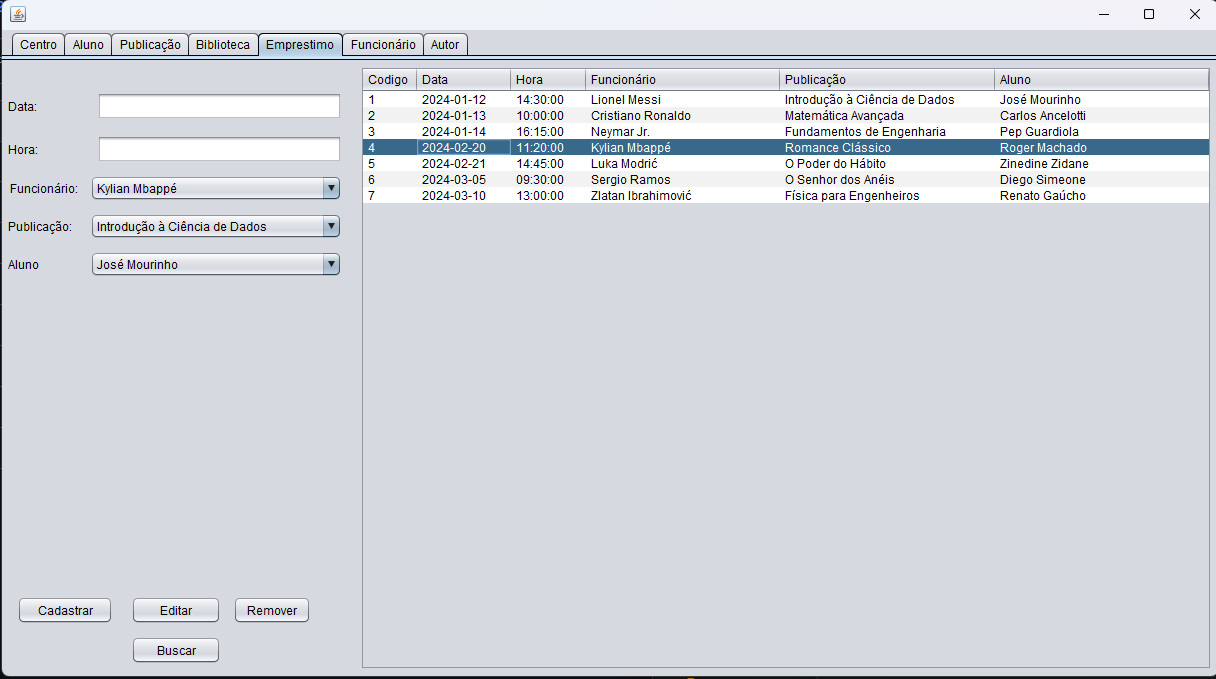 Centro Aluno Publicação Biblioteca Emprestimo Funcionário Autor
Data:
Hora:
Funcionário: Kylian Mbappé
Publicação: Introdução à Ciência de Dados
Aluno José Mourinho
Cadastrar Editar Remover
Buscar
Codigo Data Hora Funcionário Publicação Aluno
1 2024-01-12 14:30:00 Lionel Messi Introdução à Ciência de Dados José Mourinho
2 2024-01-13 10:00:00 Cristiano Ronaldo Matemática Avançada Carlos Ancelotti
3 2024-01-14 16:15:00 Neymar Jr. Fundamentos de Engenharia Pep Guardiola
4 2024-02-20 11:20:00 Kylian Mbappé Romance Clássico Roger Machado
5 2024-02-21 14:45:00 Luka Modrić O Poder do Hábito Zinedine Zidane
6 2024-03-05 09:30:00 Sergio Ramos O Senhor dos Anéis Diego Simeone
7 2024-03-10 13:00:00 Zlatan Ibrahimović Física para Engenheiros Renato Gaúcho